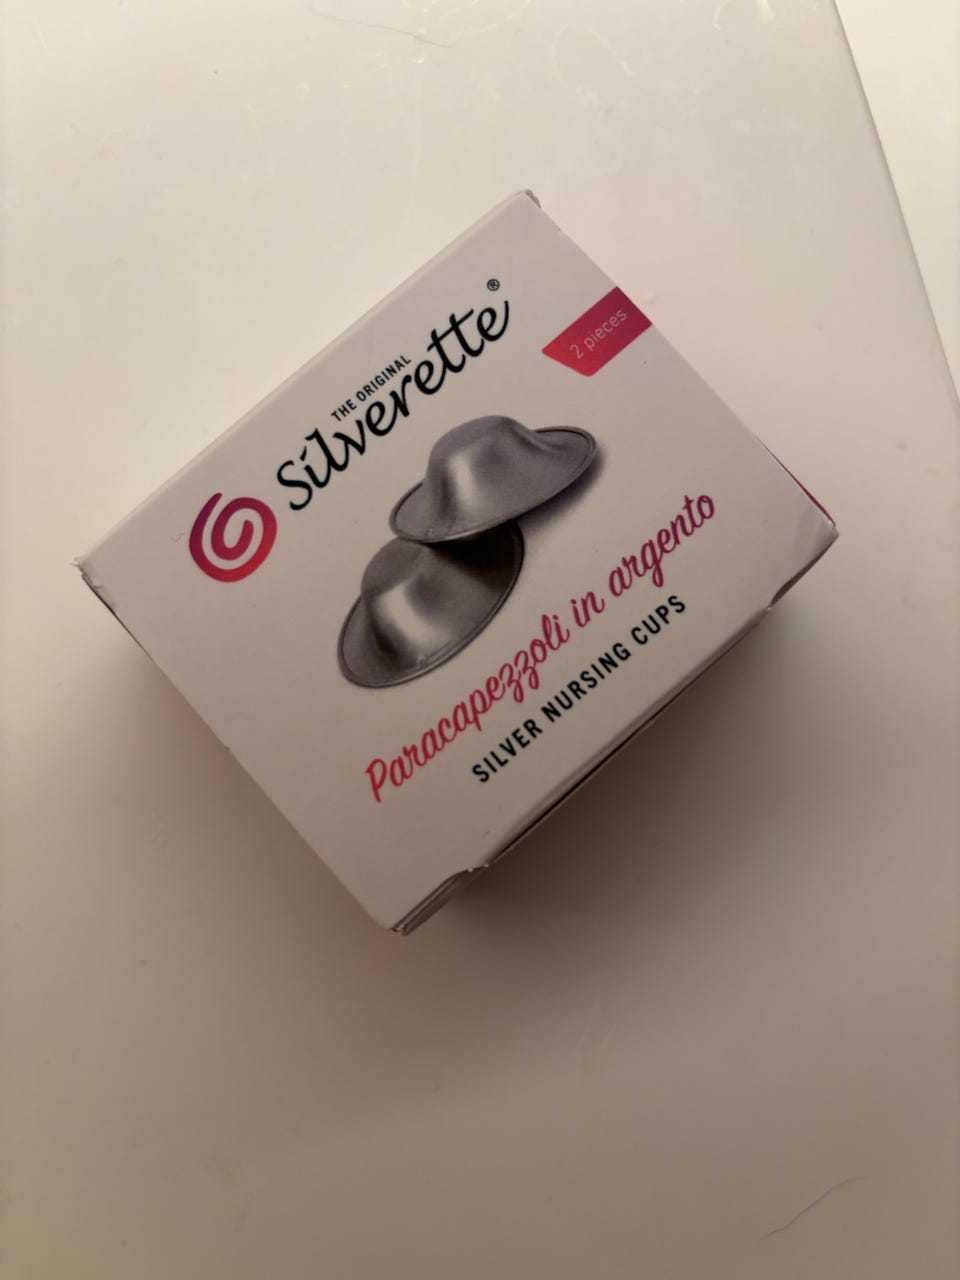 THE ORIGINAL
Silverette®
2 pieces
Paracapezzoli in argento
SILVER NURSING CUPS